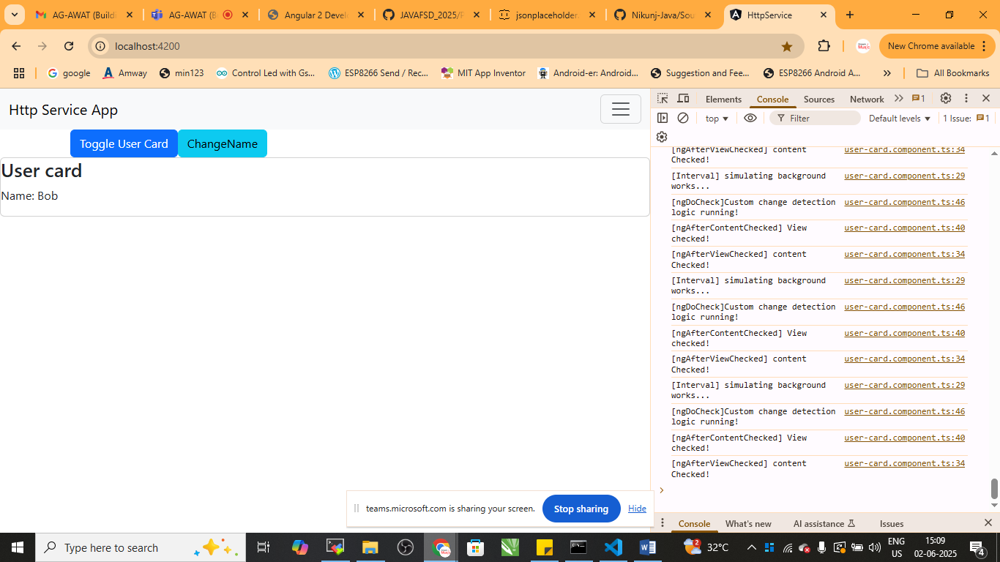 AG-AWAT (Buildi
AG-AWAT (B
Angular 2 Devel
JAVAFSD_2025/P
jsonplaceholder.
Nikunj-Java/Sou
HttpService
localhost:4200
New Chrome available
google
Amway
min123
Control Led with Gs...
ESP8266 Send / Rec...
MIT App Inventor
Android-er: Android...
Suggestion and Fee...
ESP8266 Android A...
All Bookmarks
Http Service App
Toggle User Card
ChangeName
User card
Name: Bob
Elements
Console
Sources
Network
1
top
Filter
Default levels
1 Issue:
1
[ngAfterViewChecked] content user-card.component.ts:34
Checked!
[Interval] simulating background user-card.component.ts:29
works...
[ngDoCheck]Custom change detection user-card.component.ts:46
logic running!
[ngAfterContentChecked] View user-card.component.ts:40
checked!
[ngAfterViewChecked] content user-card.component.ts:34
Checked!
[Interval] simulating background user-card.component.ts:29
works...
[ngDoCheck]Custom change detection user-card.component.ts:46
logic running!
[ngAfterContentChecked] View user-card.component.ts:40
checked!
[ngAfterViewChecked] content user-card.component.ts:34
Checked!
[Interval] simulating background user-card.component.ts:29
works...
[ngDoCheck]Custom change detection user-card.component.ts:46
logic running!
[ngAfterContentChecked] View user-card.component.ts:40
checked!
[ngAfterViewChecked] content user-card.component.ts:34
Checked!
teams.microsoft.com is sharing your screen.
Stop sharing
Hide
Console
What's new
AI assistance
Issues
Type here to search
2
32°C
ENG
US
15:09
02-06-2025
4